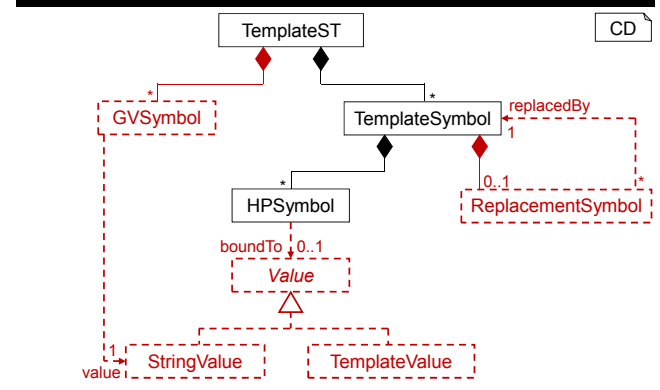 TemplateST
CD
*
*
GVSymbol
TemplateSymbol
replacedBy
1
*
0..1
*
HPSymbol
ReplacementSymbol
boundTo
0..1
Value
1
value
StringValue
TemplateValue